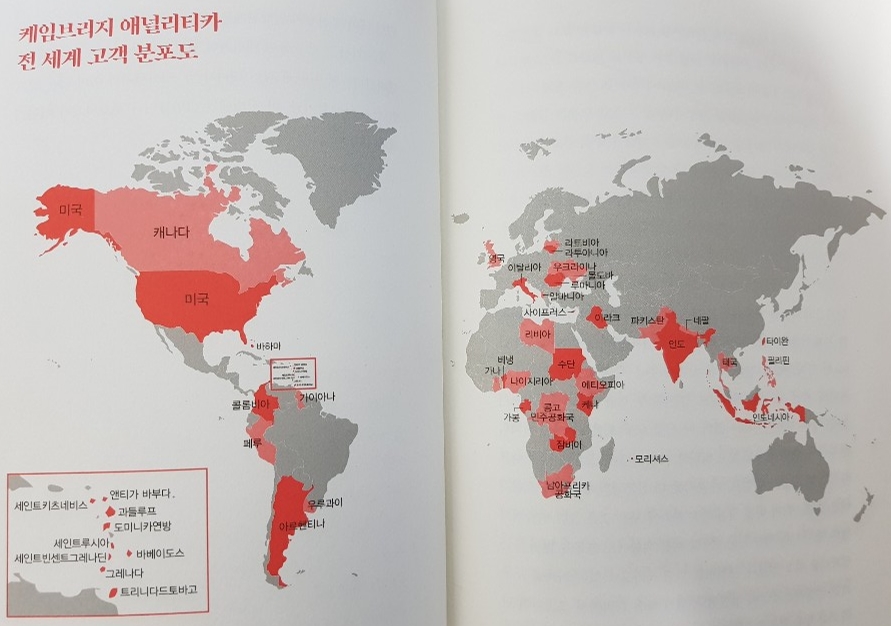 케임브리지 애널리티카
전 세계 고객 분포도
미국
캐나다
미국
바하마
콜롬비아
가이아나
페루
우루과이
아르헨티나
앤티가 바부다.
세인트키츠네비스
과들루프
도미니카연방
세인트루시아
바베이도스
세인트빈센트그레나딘
그레나다
트리니다드토바고
영국
라트비아
리투아니아
이탈리아
우크라이나
몰도바
루마니아
알바니아
사이프러스
이라크
파키스탄
네팔
리비아
인도
타이완
태국
필리핀
베냉
가나
나이지리아
수단
에티오피아
케냐
가봉
콩고
민주공화국
인도네시아
잠비아
모리셔스
남아프리카
공화국